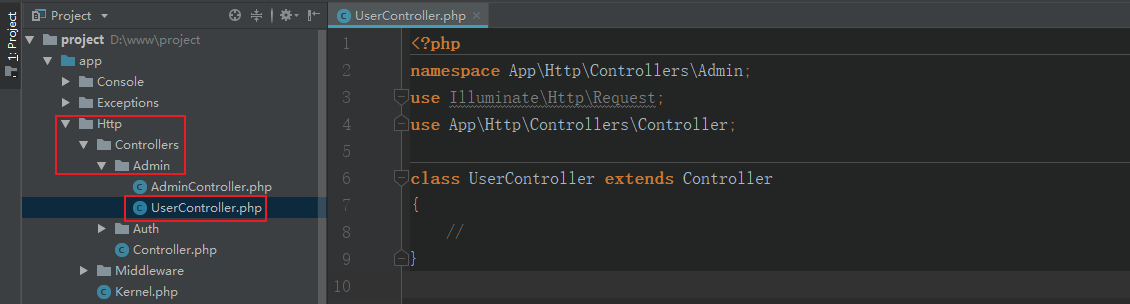 1: Project
Project
project D:\www\project
app
Console
Exceptions
Http
Controllers
Admin
AdminController.php
UserController.php
Auth
Controller.php
Middleware
Kernel.php
UserController.php
1 <?php
2 namespace App\Http\Controllers\Admin;
3 use Illuminate\Http\Request;
4 use App\Http\Controllers\Controller;
5
6 class UserController extends Controller
7 {
8 //
9 }
10